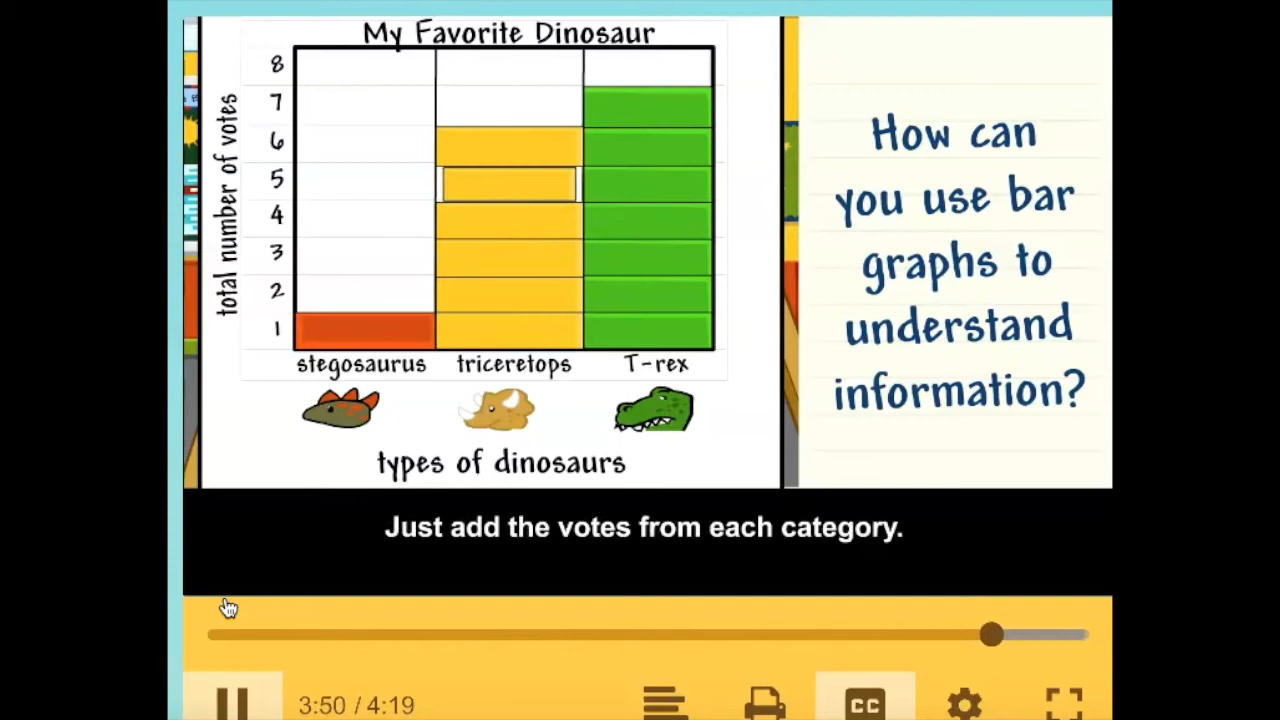 My Favorite Dinosaur
total number of votes
8
7
6
5
4
3
2
1
stegosaurus triceretops T-rex
types of dinosaurs
How can
you use bar
graphs to
understand
information?
Just add the votes from each category.
3:50 / 4:19
CC